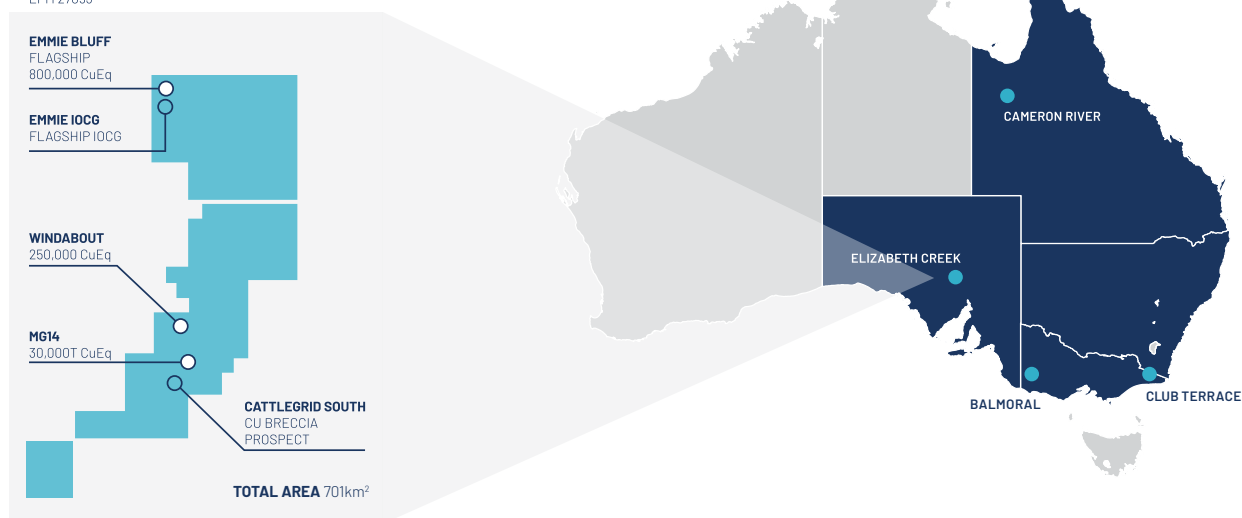 EMMIE BLUFF
FLAGSHIP
800,000 CuEq
EMMIE IOCG
FLAGSHIP IOCG
WINDABOUT
250,000 CuEq
MG14
30,000T CuEq
CATTLEGRID SOUTH
CU BRECCIA
PROSPECT
TOTAL AREA 701km²
CAMERON RIVER
ELIZABETH CREEK
BALMORAL
CLUB TERRACE